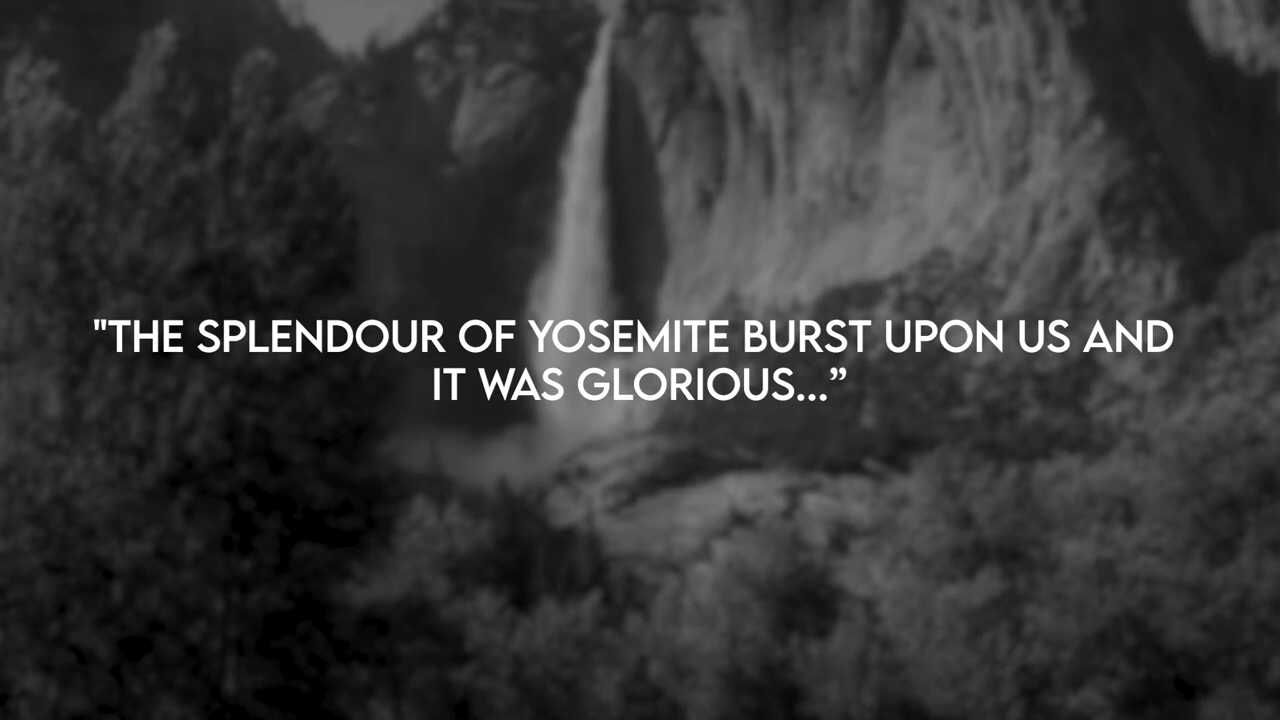 "THE SPLENDOUR OF YOSEMITE BURST UPON US AND
IT WAS GLORIOUS...”